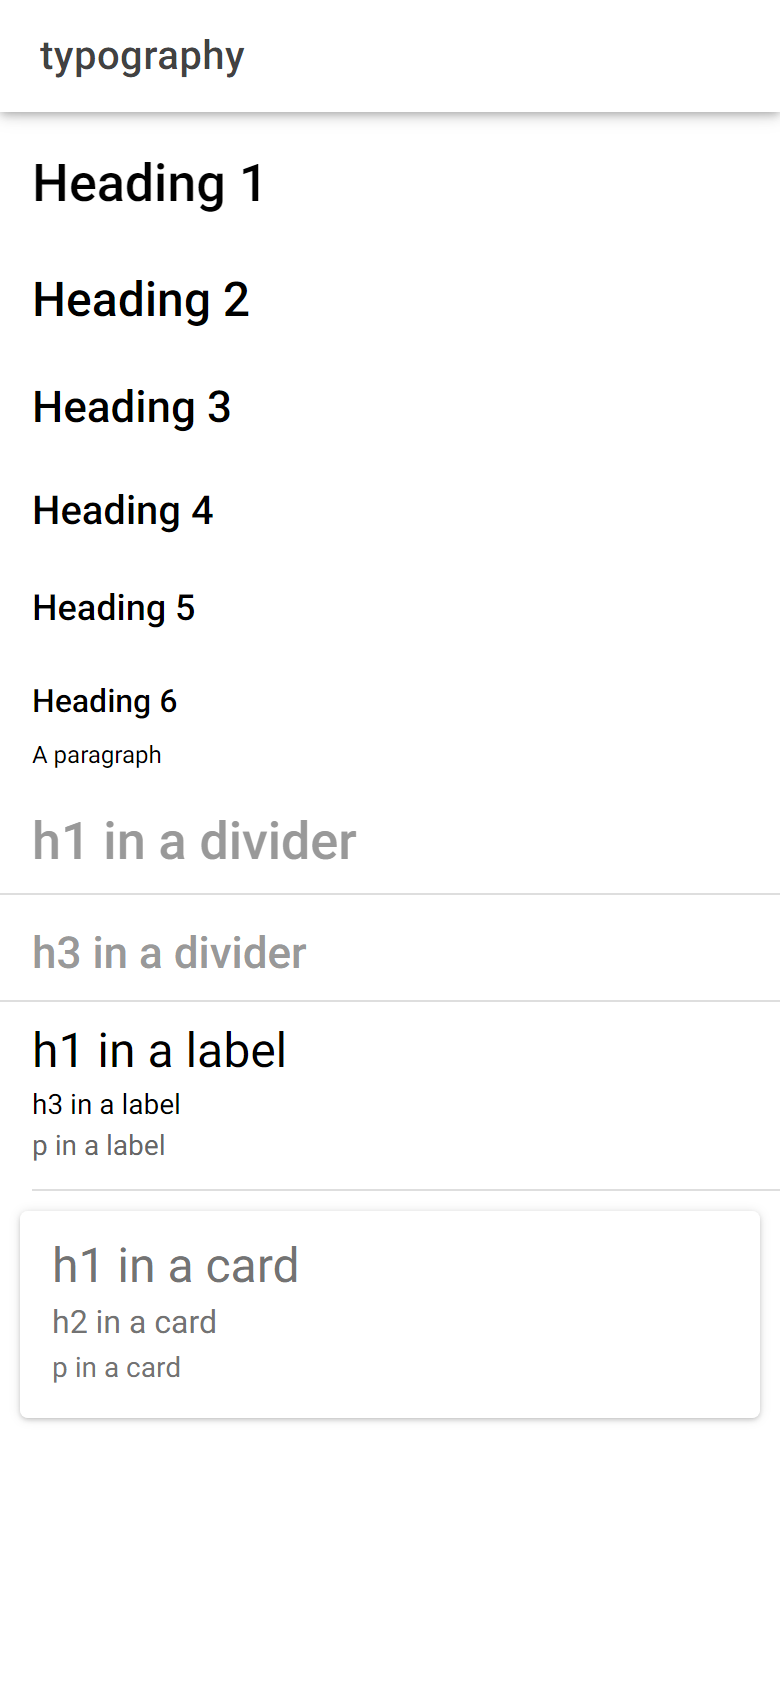 typography
Heading 1
Heading 2
Heading 3
Heading 4
Heading 5
Heading 6
A paragraph
h1 in a divider
h3 in a divider
h1 in a label
h3 in a label
p in a label
h1 in a card
h2 in a card
p in a card